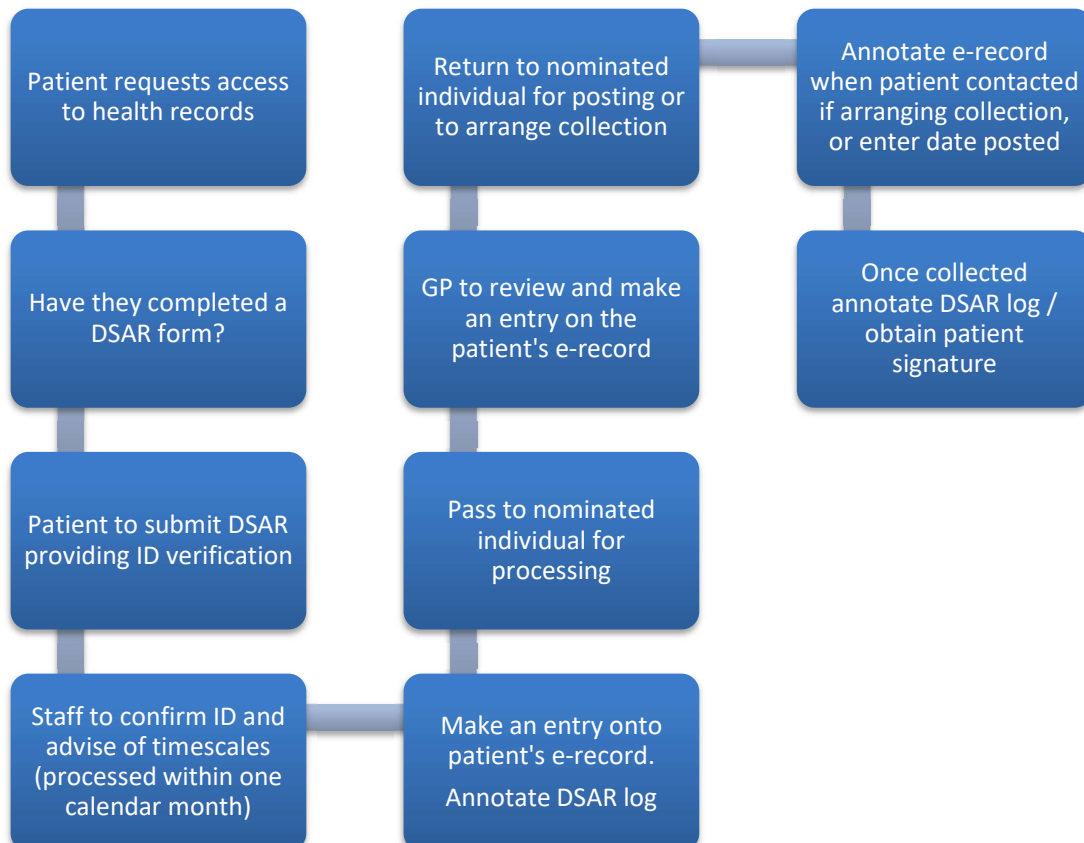 Patient requests access
to health records
Have they completed a
DSAR form?
Patient to submit DSAR
providing ID verification
Staff to confirm ID and
advise of timescales
(processed within one
calendar month)
Make an entry onto
patient's e-record.
Annotate DSAR log
Pass to nominated
individual for
processing
GP to review and make
an entry on the
patient's e-record
Return to nominated
individual for posting or
to arrange collection
Annotate e-record
when patient contacted
if arranging collection,
or enter date posted
Once collected
annotate DSAR log /
obtain patient
signature